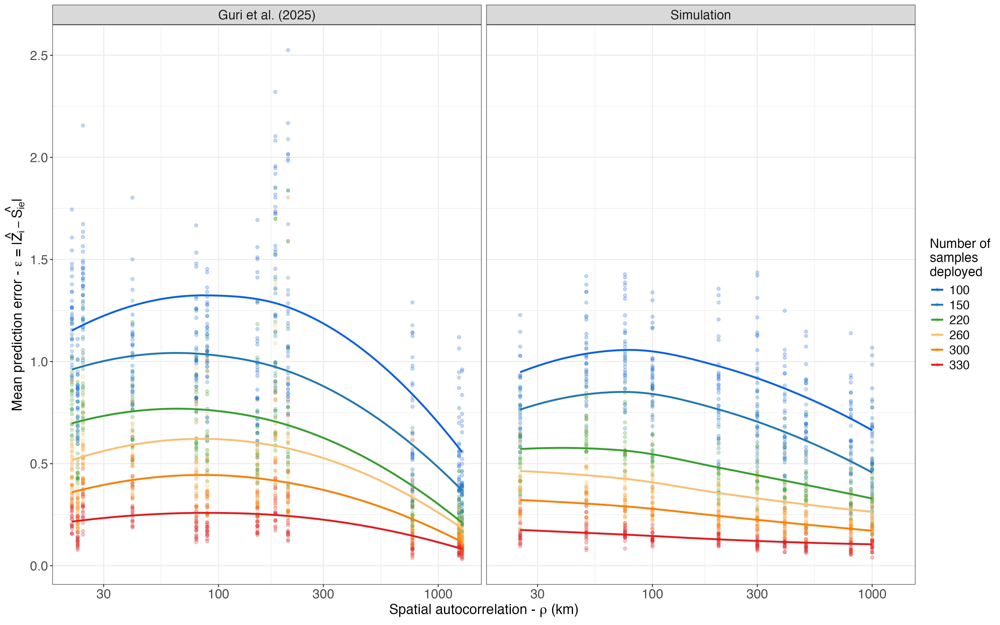 Guri et al. (2025)
Simulation
2.5
2.0
1.5
1.0
0.5
0.0
Mean prediction error - ε = |Ẑi − Ŝie|
30
100
300
1000
30
100
300
1000
Spatial autocorrelation - ρ (km)
Number of
samples
deployed
100
150
220
260
300
330